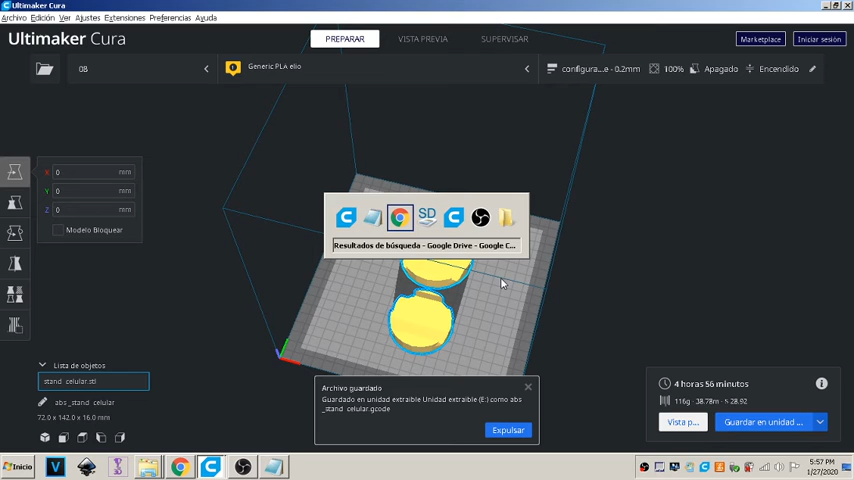 Ultimaker Cura
Archivo Edición Ver Ajustes Extensiones Preferencias Ayuda
Ultimaker Cura
PREPARAR
VISTA PREVIA
SUPERVISAR
Marketplace
Iniciar sesión
08
Generic PLA elio
configura...e - 0.2mm
100%
Apagado
Encendido
X 0 mm
Y 0 mm
Z 0 mm
Modelo Bloquear
SD
Resultados de búsqueda - Google Drive - Google C...
Lista de objetos
stand celular.stl
abs _stand celular
72.0 x 142.0 x 16.0 mm
Archivo guardado
Guardado en unidad extraíble Unidad extraíble (E:) como abs
_stand celular.gcode
Expulsar
4 horas 56 minutos
116g · 38.78m · S 28.92
Vista p...
Guardar en unidad ...
Inicio
5:57 PM
1/27/2020